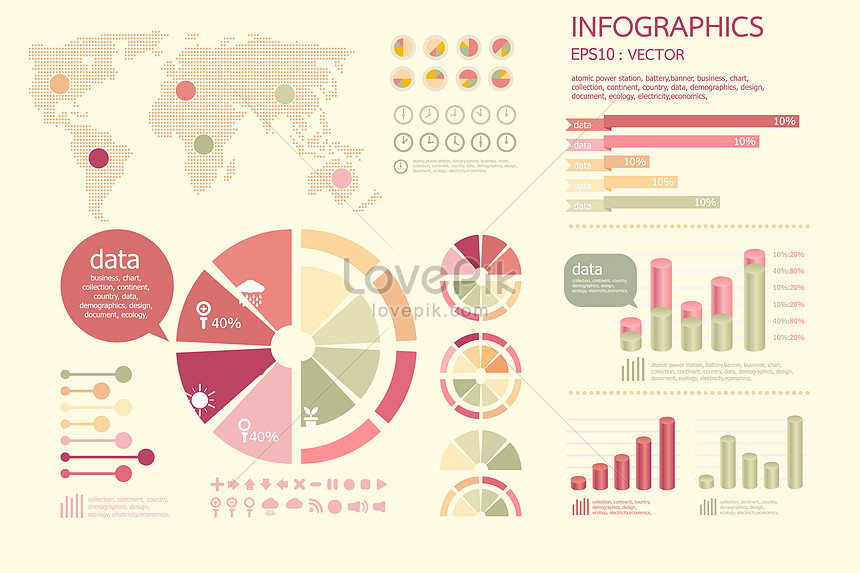 INFOGRAPHICS
EPS10 : VECTOR
atomic power station, battery,banner, business, chart,
collection, continent, country, data, demographics, design,
document, ecology, electricity,economics,
data 10%
data 10%
data 10%
data 10%
data 10%
atomic power station, battery,banner, business, chart,
collection, continent, country, data, demographics, design,
document, ecology, electricity,economics,
data
business, chart,
collection, continent,
country, data,
demographics, design,
document, ecology,
40%
40%
LovePik
lovepik.com
data
collection, continent, country,
demographics, design,
ecology, electricity,economics,
10%:20%
40%:80%
10%:20%
10%:20%
40%:80%
10%:20%
atomic power station, battery,banner, business, chart,
collection, continent, country, data, demographics, design,
document, ecology, electricity,economics,
collection, continent, country,
demographics, design,
ecology, electricity,economics,
collection, continent, country,
demographics, design,
ecology, electricity,economics,
collection, continent, country,
demographics, design,
ecology, electricity,economics,